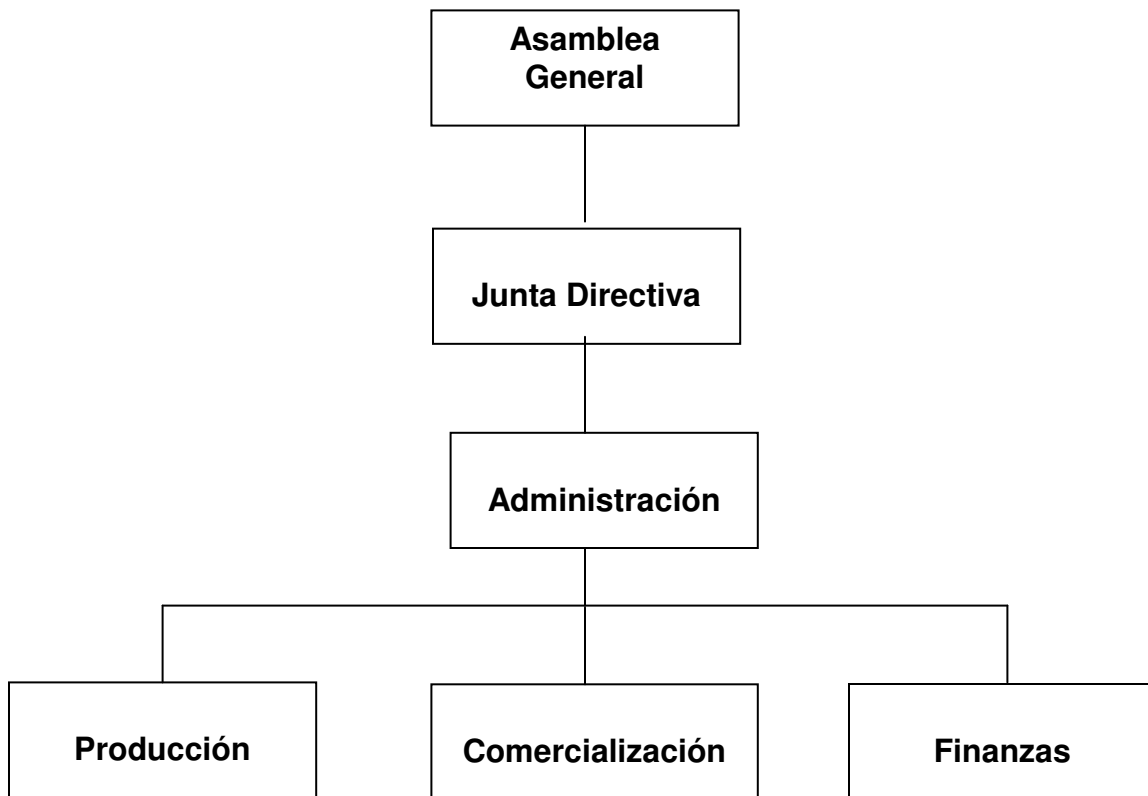 Asamblea
General
Junta Directiva
Administración
Producción
Comercialización
Finanzas